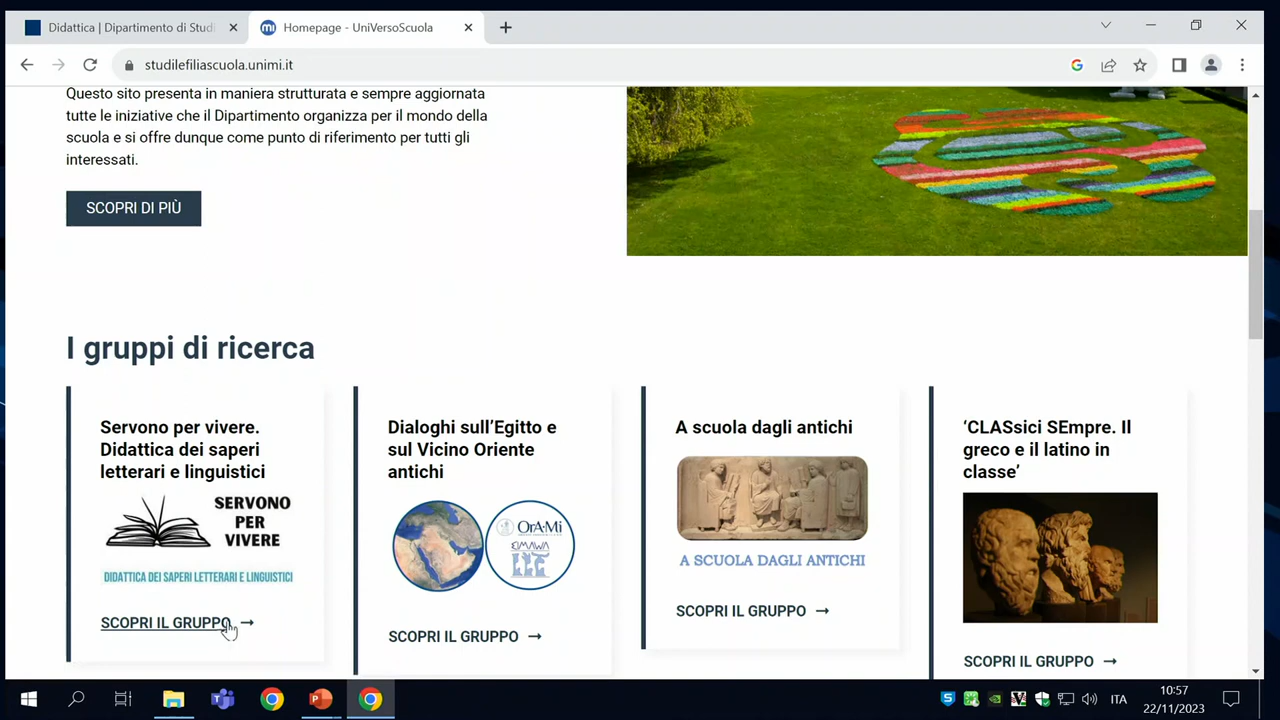 Didattica | Dipartimento di Studi
Homepage - UniVersoScuola
studilefiliascuola.unimi.it
Questo sito presenta in maniera strutturata e sempre aggiornata
tutte le iniziative che il Dipartimento organizza per il mondo della
scuola e si offre dunque come punto di riferimento per tutti gli
interessati.
SCOPRI DI PIÙ
I gruppi di ricerca
Servono per vivere.
Didattica dei saperi
letterari e linguistici
SERVONO
PER
VIVERE
DIDATTICA DEI SAPERI LETTERARI E LINGUISTICI
SCOPRI IL GRUPPO
Dialoghi sull'Egitto e
sul Vicino Oriente
antichi
OrA·Mi
EIMAWA
SCOPRI IL GRUPPO
A scuola dagli antichi
A SCUOLA DAGLI ANTICHI
SCOPRI IL GRUPPO
'CLASsici SEmpre. Il
greco e il latino in
classe'
SCOPRI IL GRUPPO
ITA
10:57
22/11/2023